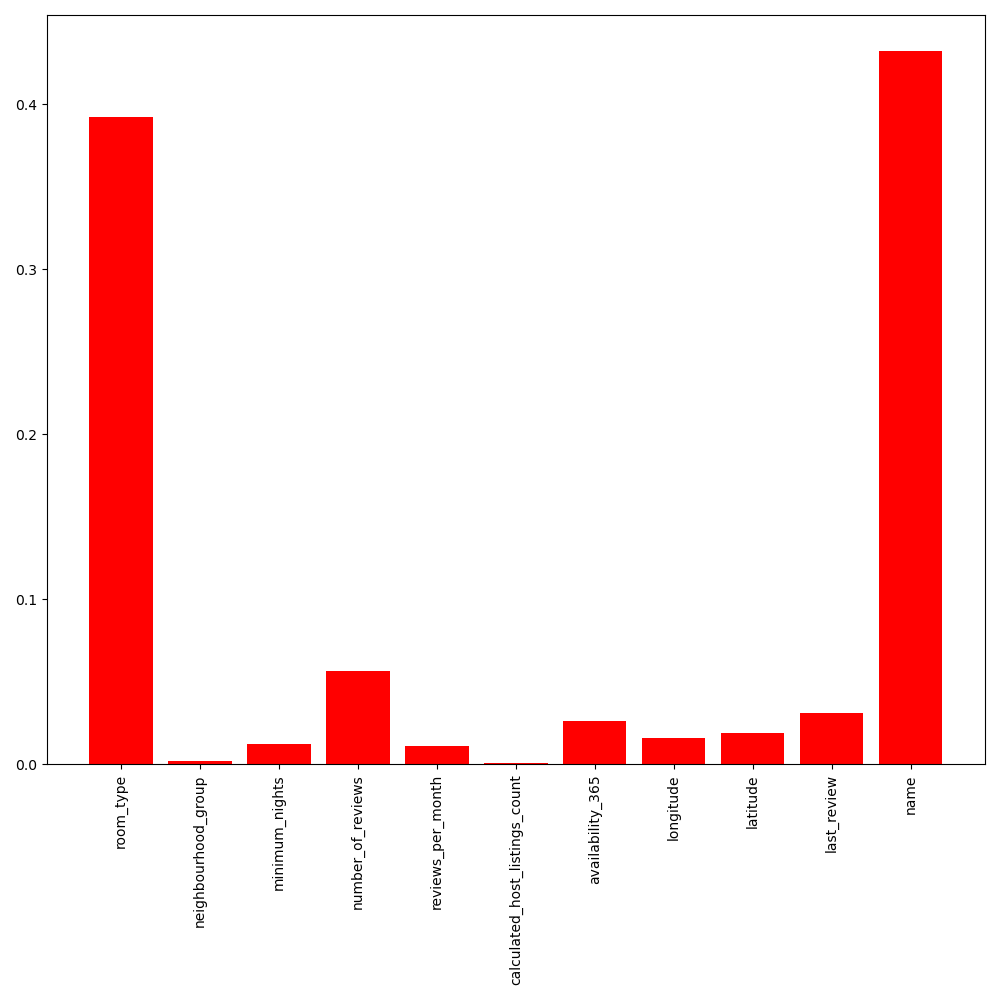 0.4
0.3
0.2
0.1
0.0
room_type
neighbourhood_group
minimum_nights
number_of_reviews
reviews_per_month
calculated_host_listings_count
availability_365
longitude
latitude
last_review
name